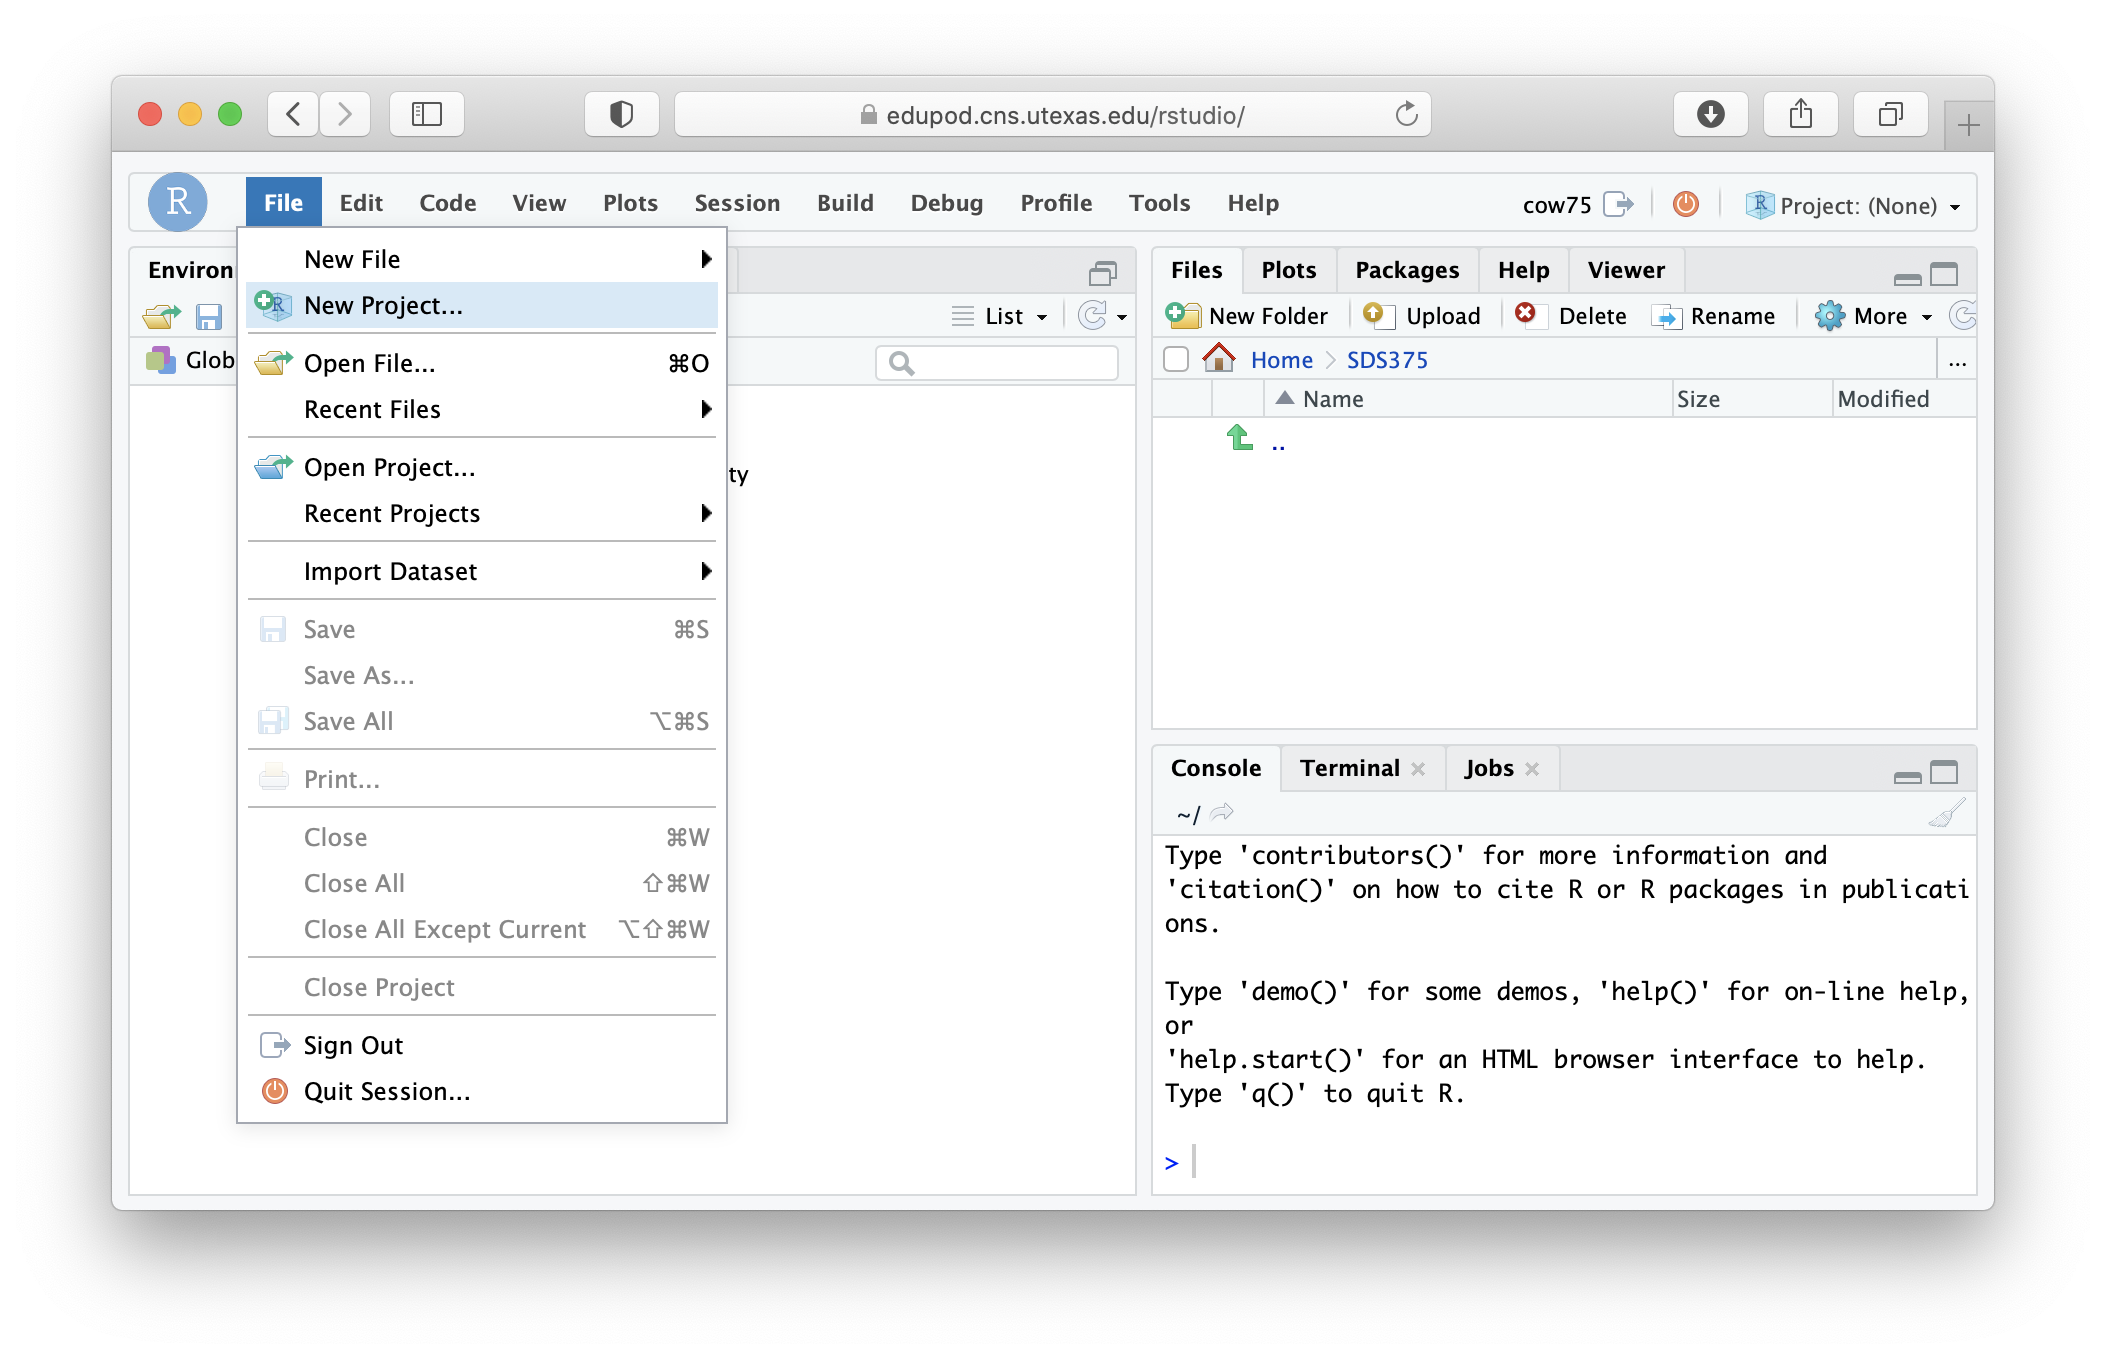 edupod.cns.utexas.edu/rstudio/
R
File Edit Code View Plots Session Build Debug Profile Tools Help
cow75
R Project: (None)
Environ
List
Glob
ty
New File
R New Project...
Open File... ⌘O
Recent Files
Open Project...
Recent Projects
Import Dataset
Save ⌘S
Save As...
Save All ⌥⌘S
Print...
Close ⌘W
Close All ⇧⌘W
Close All Except Current ⌥⇧⌘W
Close Project
Sign Out
Quit Session...
Files Plots Packages Help Viewer
New Folder Upload Delete Rename More
Home SDS375 ...
Name Size Modified
..
Console Terminal Jobs
~/
Type 'contributors()' for more information and
'citation()' on how to cite R or R packages in publicati
ons.
Type 'demo()' for some demos, 'help()' for on-line help,
or
'help.start()' for an HTML browser interface to help.
Type 'q()' to quit R.
>